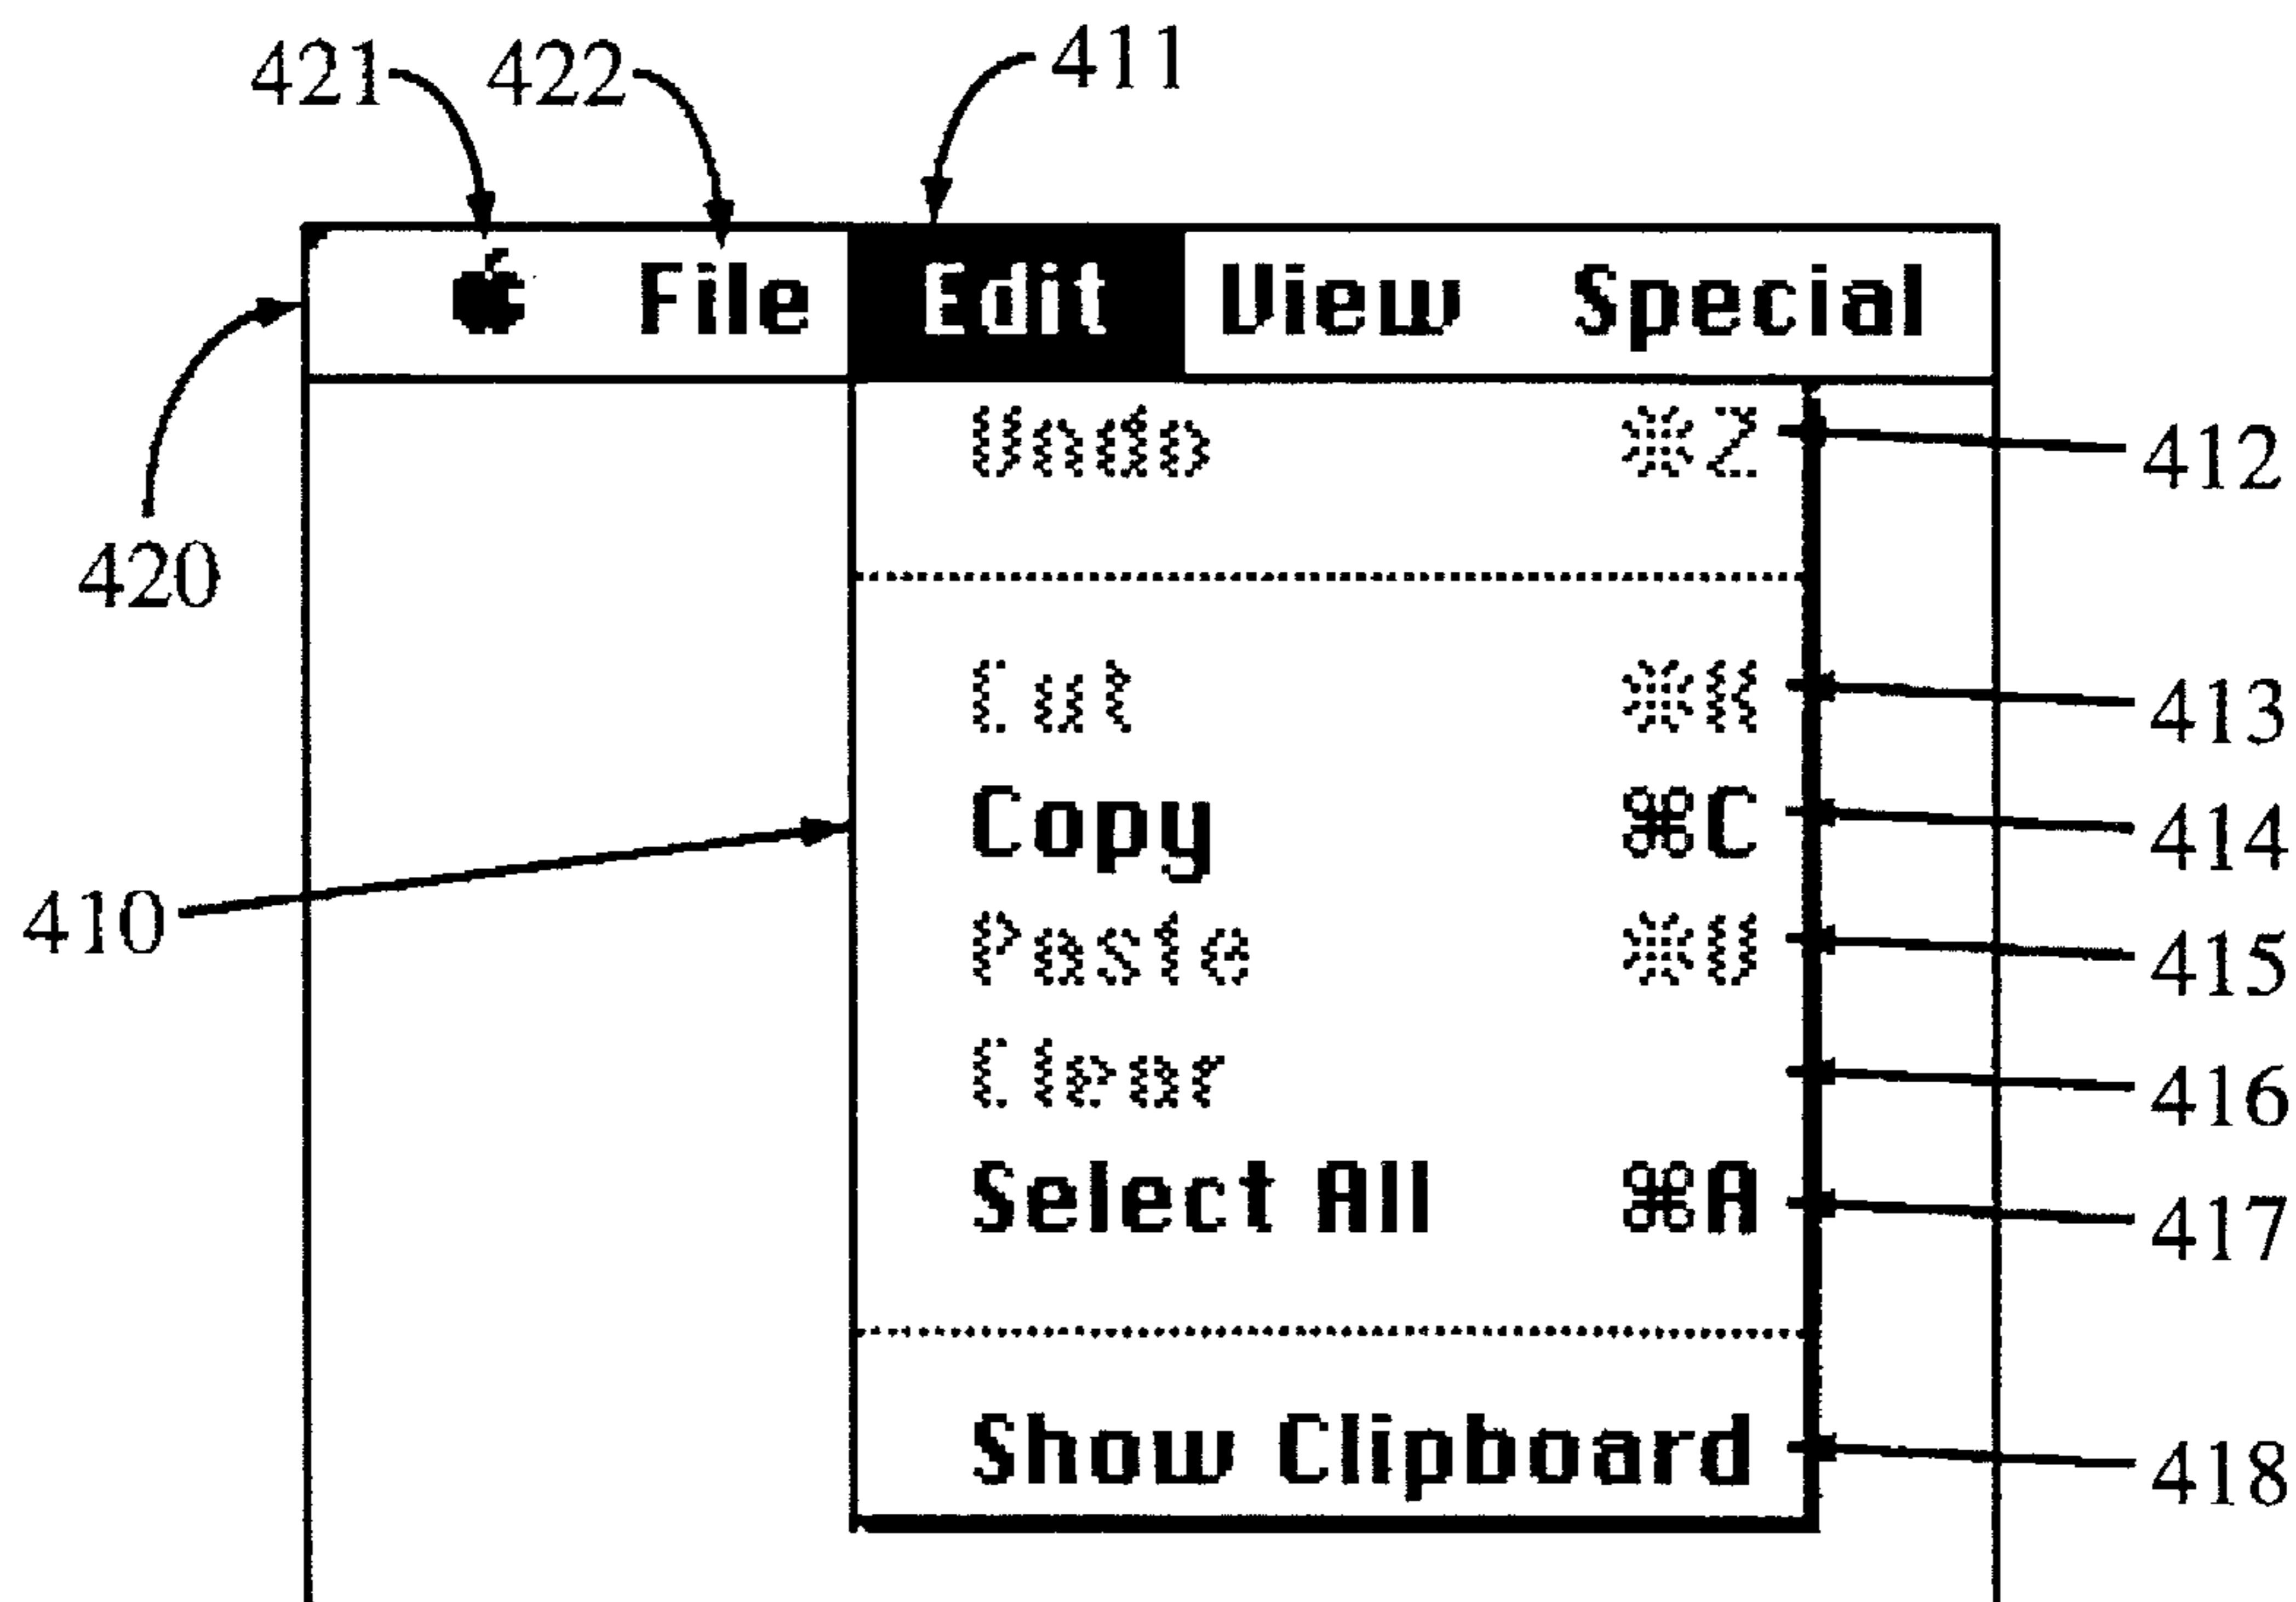 421 422 411
File Edit View Special
420
Undo ⌘Z 412
Cut ⌘X 413
Copy ⌘C 414
410
Paste ⌘V 415
Clear 416
Select All ⌘A 417
Show Clipboard 418